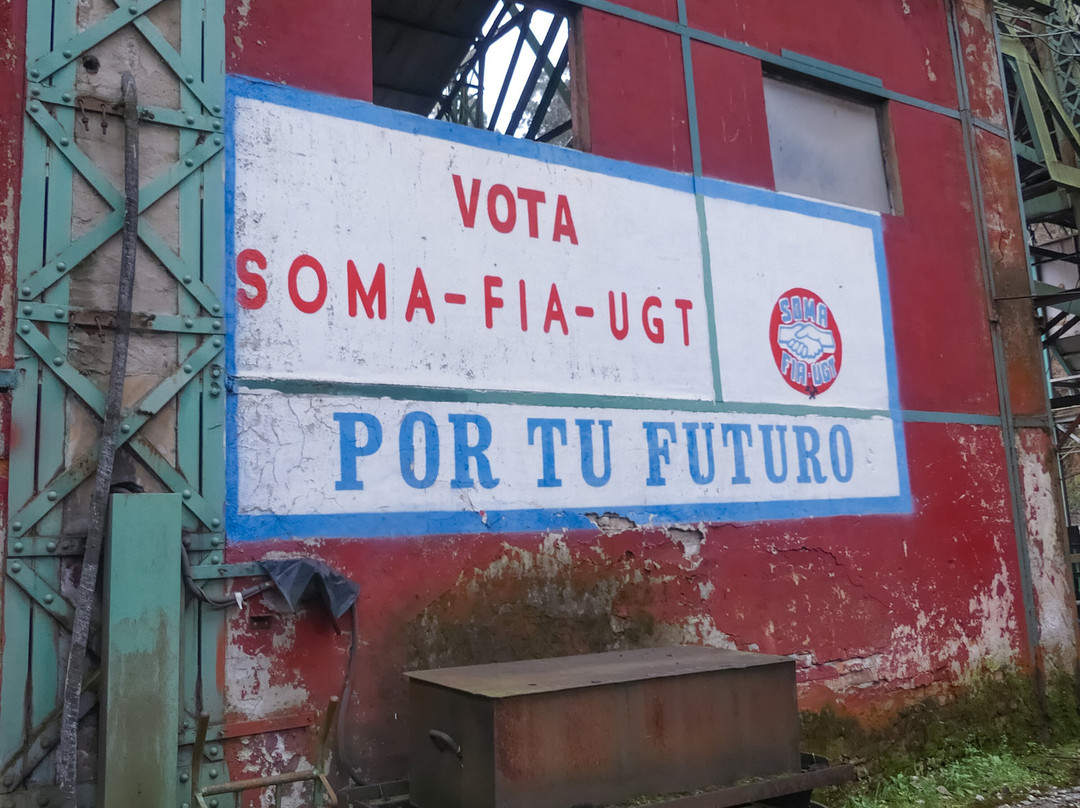 VOTA
SOMA-FIA-UGT
SOMA
FIA-UGT
POR TU FUTURO